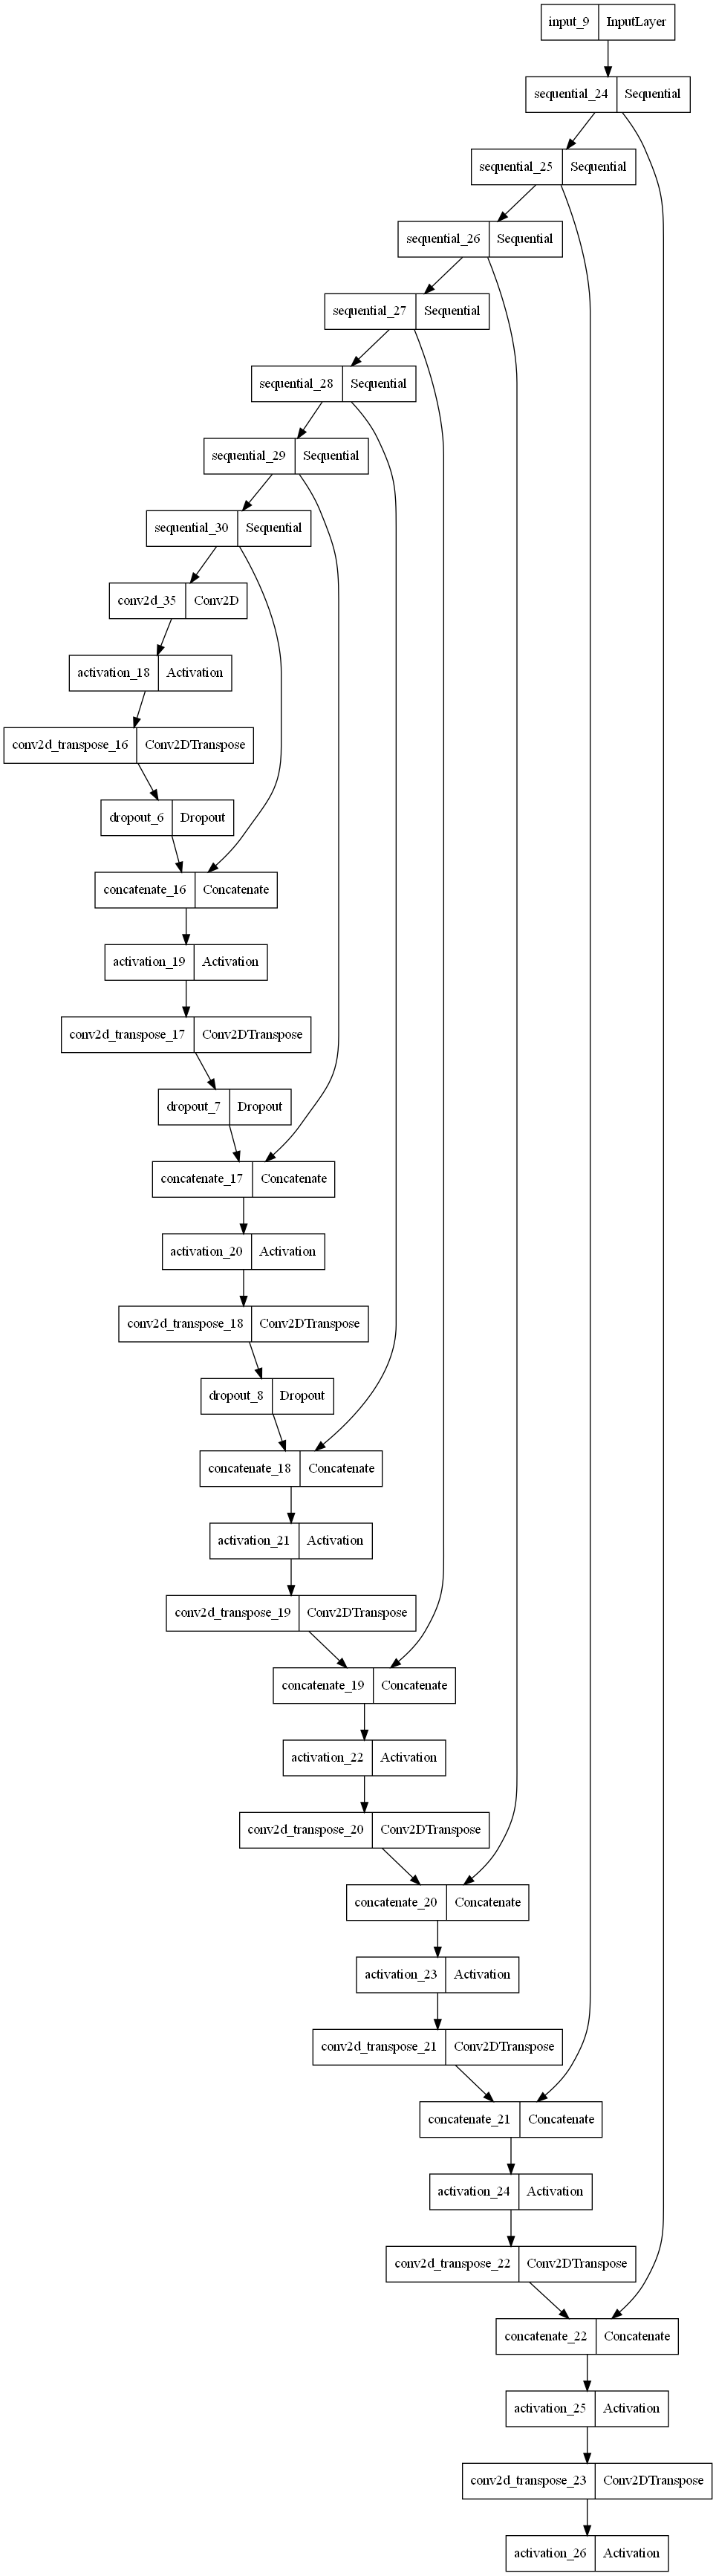 input_9 InputLayer
sequential_24 Sequential
sequential_25 Sequential
sequential_26 Sequential
sequential_27 Sequential
sequential_28 Sequential
sequential_29 Sequential
sequential_30 Sequential
conv2d_35 Conv2D
activation_18 Activation
conv2d_transpose_16 Conv2DTranspose
dropout_6 Dropout
concatenate_16 Concatenate
activation_19 Activation
conv2d_transpose_17 Conv2DTranspose
dropout_7 Dropout
concatenate_17 Concatenate
activation_20 Activation
conv2d_transpose_18 Conv2DTranspose
dropout_8 Dropout
concatenate_18 Concatenate
activation_21 Activation
conv2d_transpose_19 Conv2DTranspose
concatenate_19 Concatenate
activation_22 Activation
conv2d_transpose_20 Conv2DTranspose
concatenate_20 Concatenate
activation_23 Activation
conv2d_transpose_21 Conv2DTranspose
concatenate_21 Concatenate
activation_24 Activation
conv2d_transpose_22 Conv2DTranspose
concatenate_22 Concatenate
activation_25 Activation
conv2d_transpose_23 Conv2DTranspose
activation_26 Activation